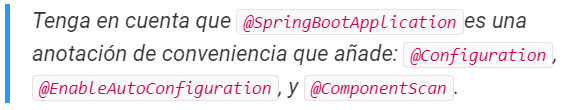 Tenga en cuenta que @SpringBootApplication es una
anotación de conveniencia que añade: @Configuration,
@EnableAutoConfiguration, y @ComponentScan.